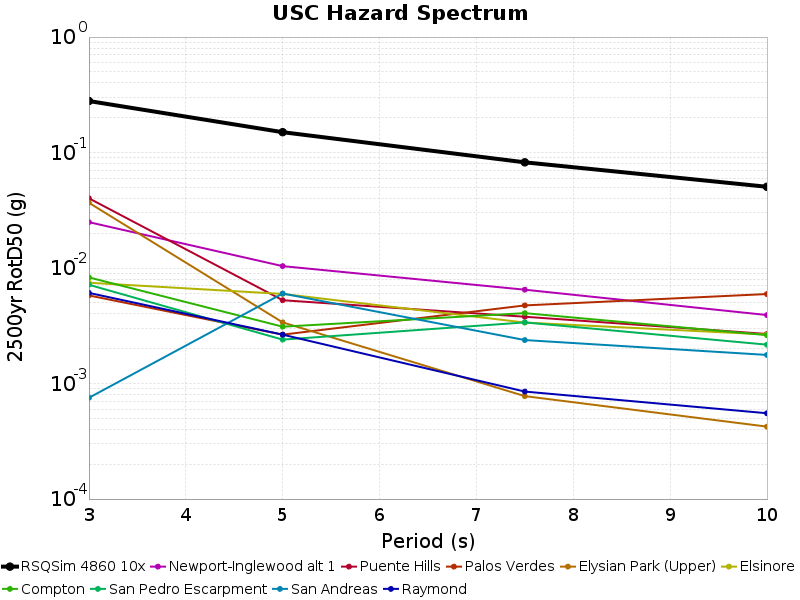 USC Hazard Spectrum
10^0
10^-1
10^-2
10^-3
10^-4
2500yr RotD50 (g)
3 4 5 6 7 8 9 10
Period (s)
RSQSim 4860 10x Newport-Inglewood alt 1 Puente Hills Palos Verdes Elysian Park (Upper) Elsinore
Compton San Pedro Escarpment San Andreas Raymond